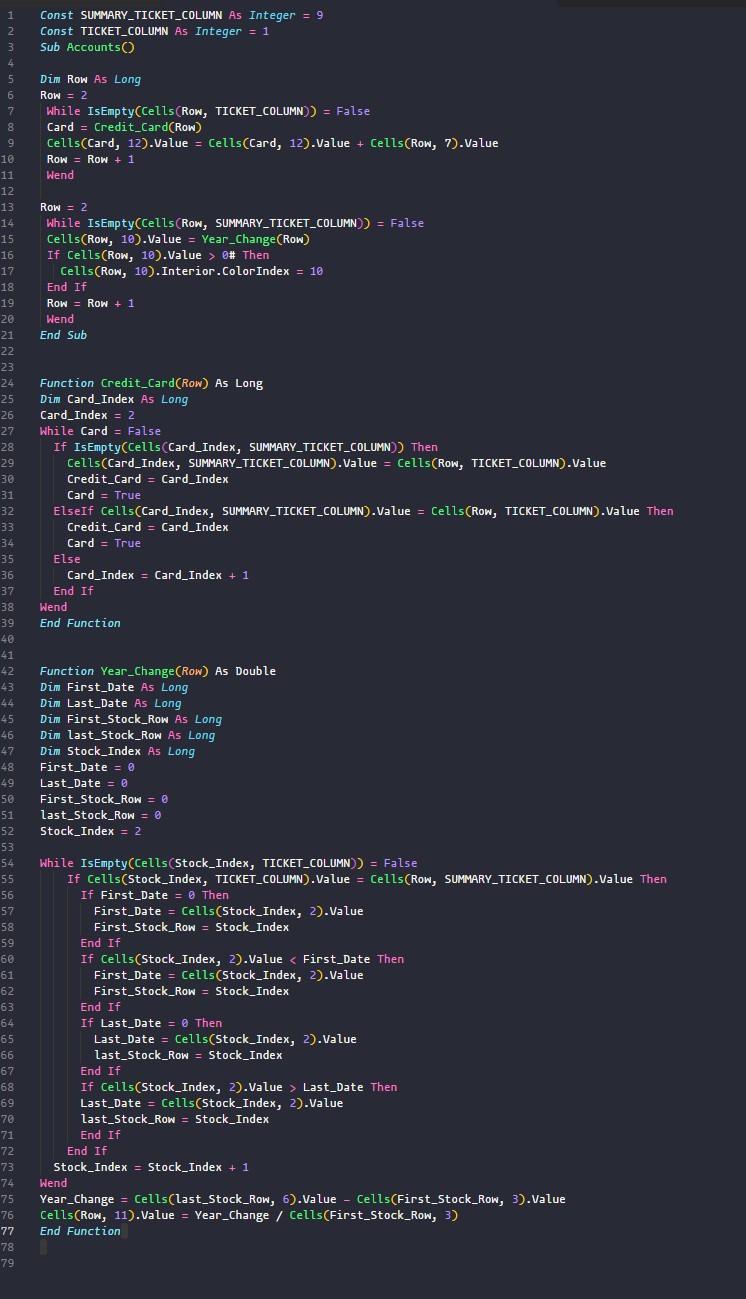 1 Const SUMMARY_TICKET_COLUMN As Integer = 9
2 Const TICKET_COLUMN As Integer = 1
3 Sub Accounts()
4
5 Dim Row As Long
6 Row = 2
7 While IsEmpty(Cells(Row, TICKET_COLUMN)) = False
8 Card = Credit_Card(Row)
9 Cells(Card, 12).Value = Cells(Card, 12).Value + Cells(Row, 7).Value
10 Row = Row + 1
11 Wend
12
13 Row = 2
14 While IsEmpty(Cells(Row, SUMMARY_TICKET_COLUMN)) = False
15 Cells(Row, 10).Value = Year_Change(Row)
16 If Cells(Row, 10).Value > 0# Then
17 Cells(Row, 10).Interior.ColorIndex = 10
18 End If
19 Row = Row + 1
20 Wend
21 End Sub
22
23
24 Function Credit_Card(Row) As Long
25 Dim Card_Index As Long
26 Card_Index = 2
27 While Card = False
28 If IsEmpty(Cells(Card_Index, SUMMARY_TICKET_COLUMN)) Then
29 Cells(Card_Index, SUMMARY_TICKET_COLUMN).Value = Cells(Row, TICKET_COLUMN).Value
30 Credit_Card = Card_Index
31 Card = True
32 ElseIf Cells(Card_Index, SUMMARY_TICKET_COLUMN).Value = Cells(Row, TICKET_COLUMN).Value Then
33 Credit_Card = Card_Index
34 Card = True
35 Else
36 Card_Index = Card_Index + 1
37 End If
38 Wend
39 End Function
40
41
42 Function Year_Change(Row) As Double
43 Dim First_Date As Long
44 Dim Last_Date As Long
45 Dim First_Stock_Row As Long
46 Dim last_Stock_Row As Long
47 Dim Stock_Index As Long
48 First_Date = 0
49 Last_Date = 0
50 First_Stock_Row = 0
51 last_Stock_Row = 0
52 Stock_Index = 2
53
54 While IsEmpty(Cells(Stock_Index, TICKET_COLUMN)) = False
55 If Cells(Stock_Index, TICKET_COLUMN).Value = Cells(Row, SUMMARY_TICKET_COLUMN).Value Then
56 If First_Date = 0 Then
57 First_Date = Cells(Stock_Index, 2).Value
58 First_Stock_Row = Stock_Index
59 End If
60 If Cells(Stock_Index, 2).Value < First_Date Then
61 First_Date = Cells(Stock_Index, 2).Value
62 First_Stock_Row = Stock_Index
63 End If
64 If Last_Date = 0 Then
65 Last_Date = Cells(Stock_Index, 2).Value
66 last_Stock_Row = Stock_Index
67 End If
68 If Cells(Stock_Index, 2).Value > Last_Date Then
69 Last_Date = Cells(Stock_Index, 2).Value
70 last_Stock_Row = Stock_Index
71 End If
72 End If
73 Stock_Index = Stock_Index + 1
74 Wend
75 Year_Change = Cells(last_Stock_Row, 6).Value - Cells(First_Stock_Row, 3).Value
76 Cells(Row, 11).Value = Year_Change / Cells(First_Stock_Row, 3)
77 End Function
78
79